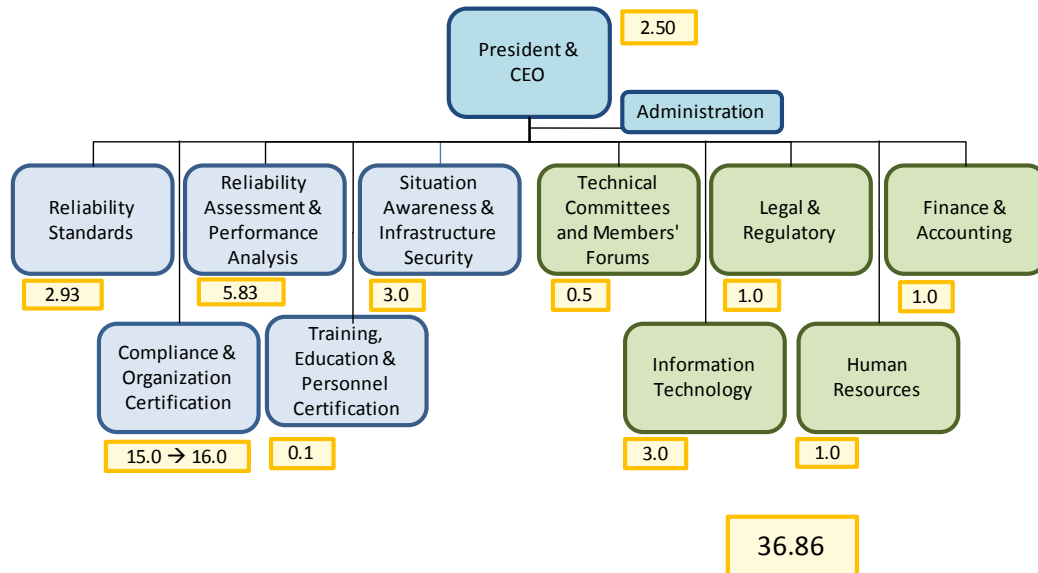 President &
CEO
2.50
Administration
Reliability
Standards
2.93
Reliability
Assessment &
Performance
Analysis
5.83
Situation
Awareness &
Infrastructure
Security
3.0
Technical
Committees
and Members'
Forums
0.5
Legal &
Regulatory
1.0
Finance &
Accounting
1.0
Compliance &
Organization
Certification
15.0 → 16.0
Training,
Education &
Personnel
Certification
0.1
Information
Technology
3.0
Human
Resources
1.0
36.86